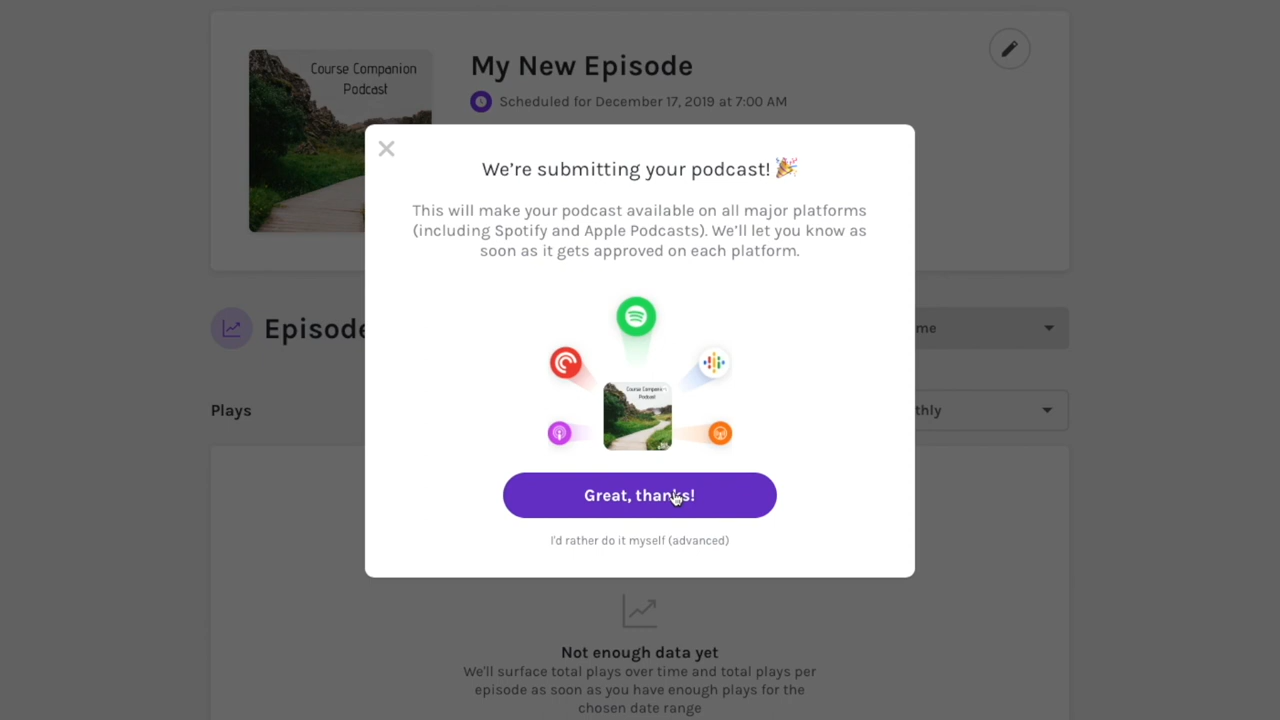 Course Companion
Podcast
My New Episode
Scheduled for December 17, 2019 at 7:00 AM
We're submitting your podcast! 🎉
This will make your podcast available on all major platforms
(including Spotify and Apple Podcasts). We'll let you know as
soon as it gets approved on each platform.
Episode
me
Plays
thly
Course Companion
Podcast
Great, thanks!
I'd rather do it myself (advanced)
Not enough data yet
We'll surface total plays over time and total plays per
episode as soon as you have enough plays for the
chosen date range